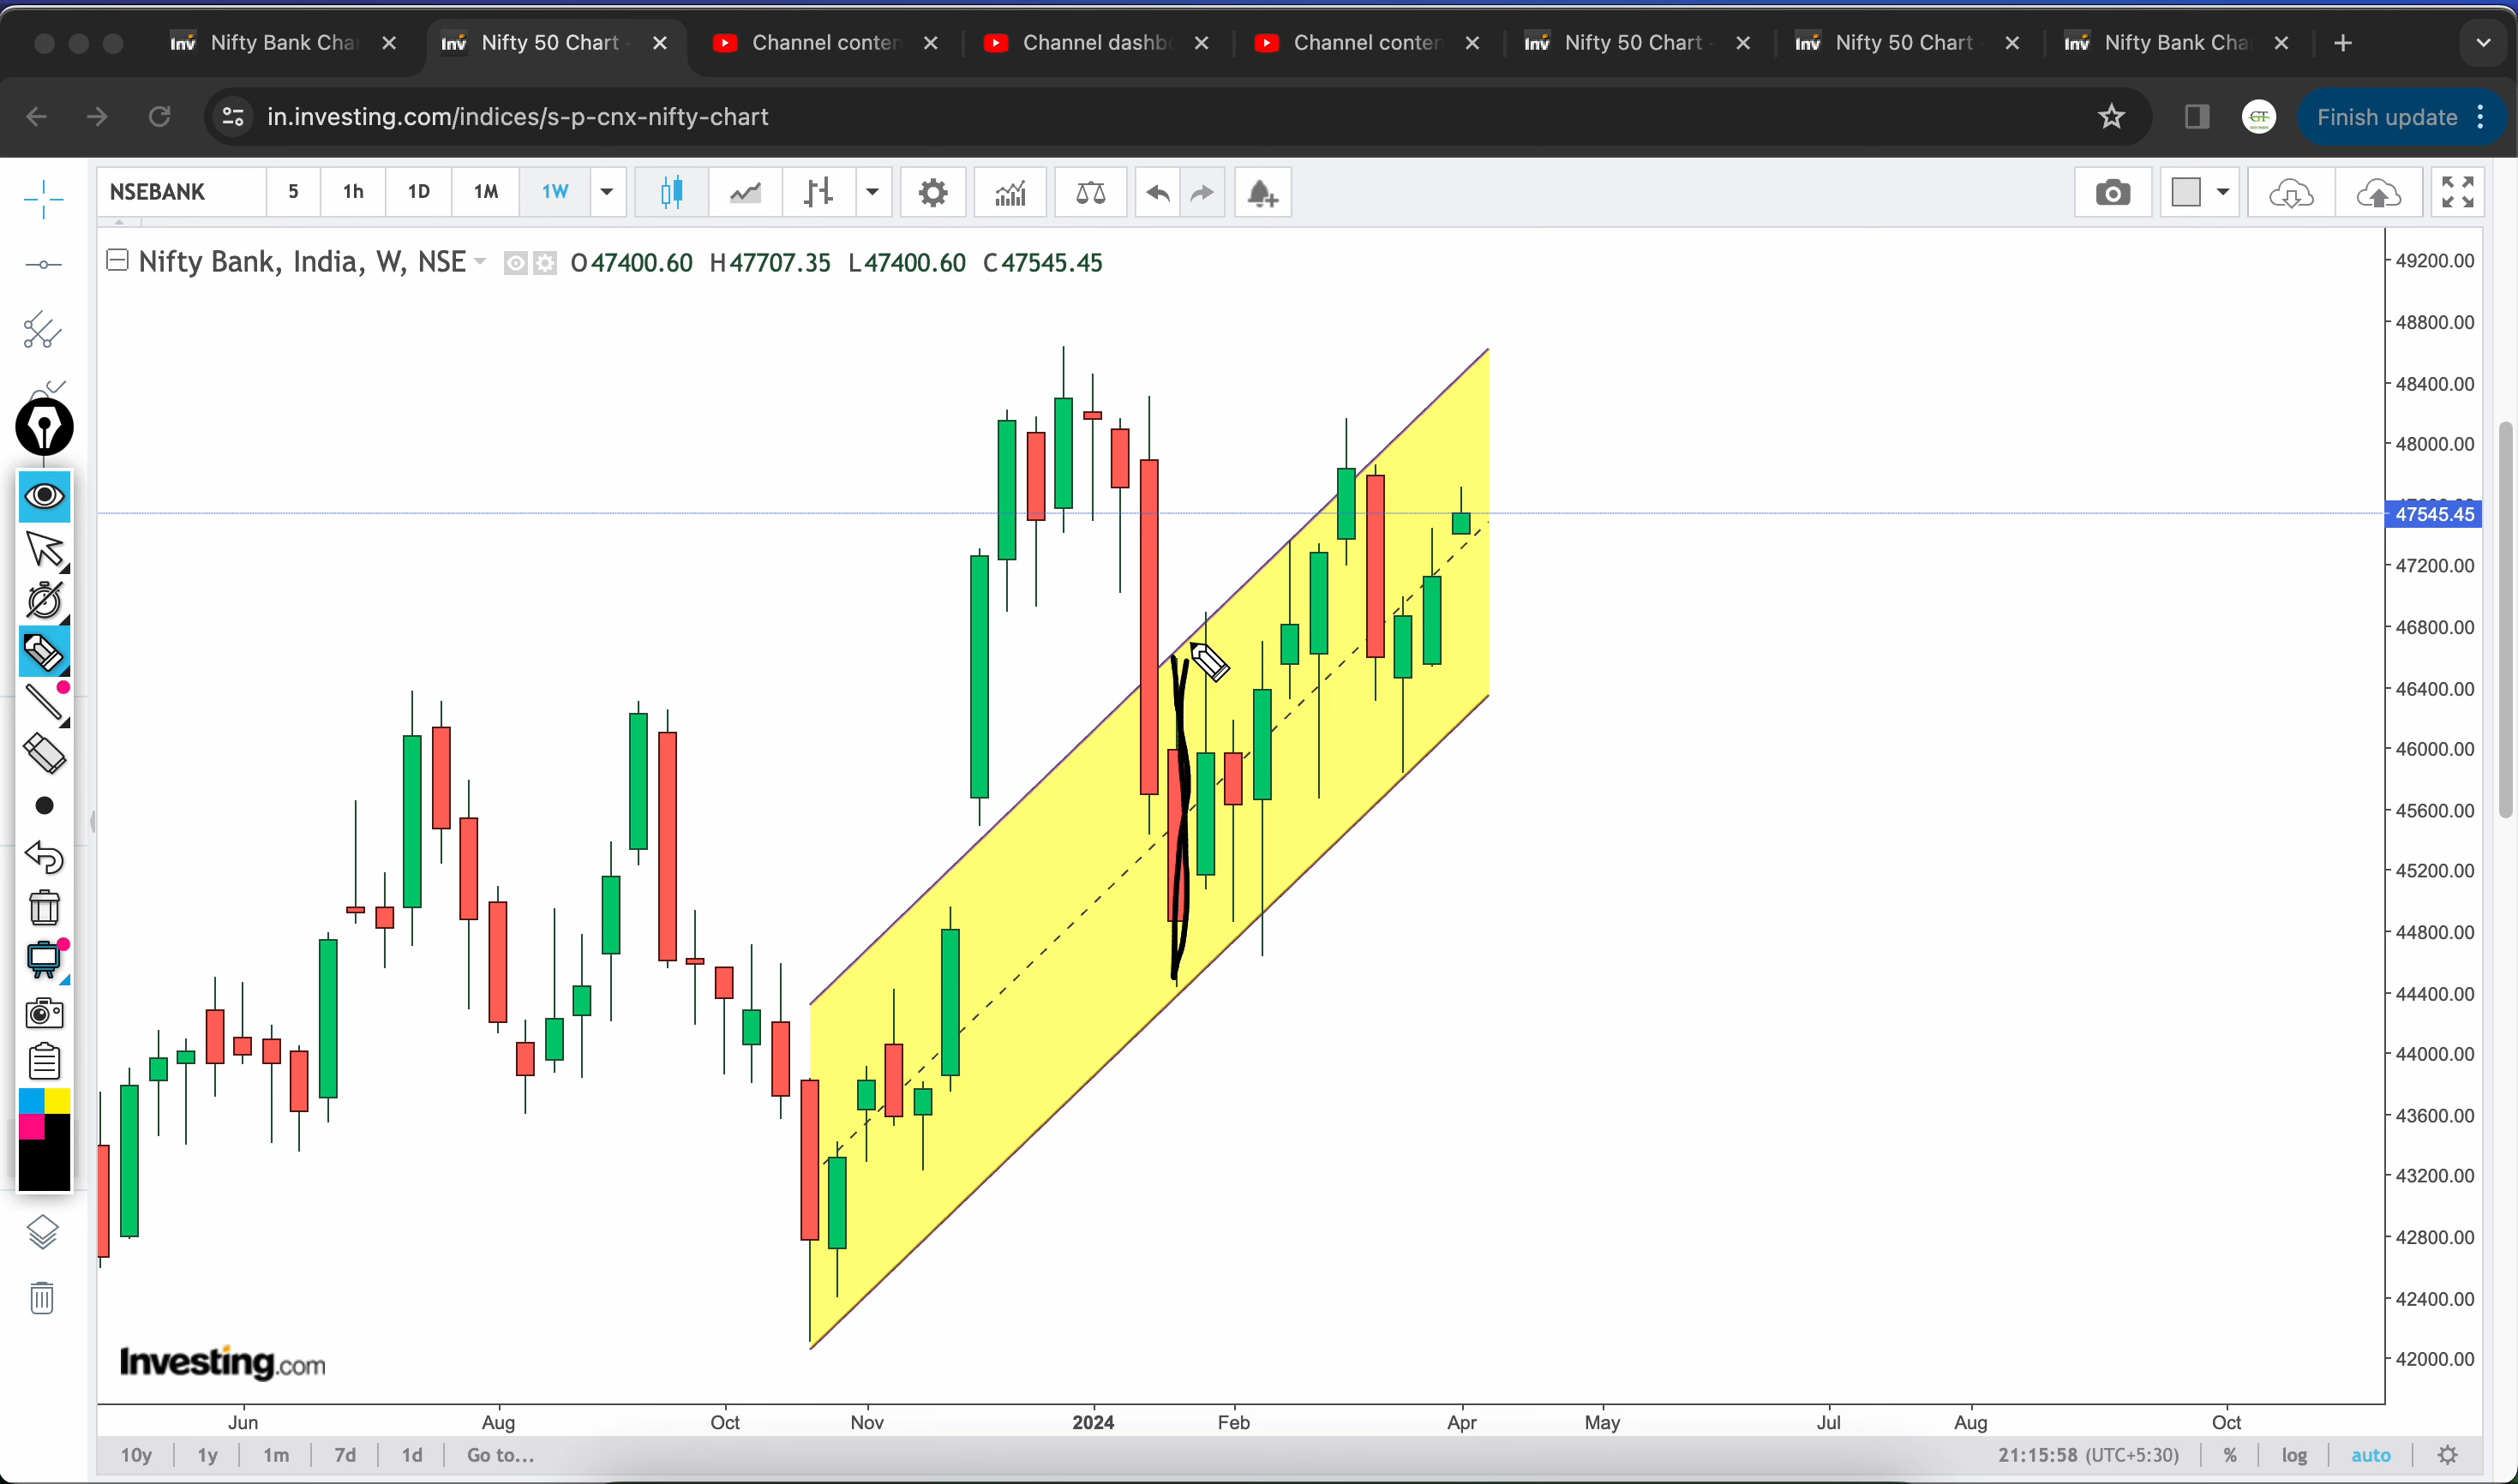 Nifty Bank Cha
Nifty 50 Chart
Channel conten
Channel dashb
Channel conten
Nifty 50 Chart
Nifty 50 Chart
Nifty Bank Cha
in.investing.com/indices/s-p-cnx-nifty-chart
GT
Finish update
NSEBANK 5 1h 1D 1M 1W
Nifty Bank, India, W, NSE O47400.60 H47707.35 L47400.60 C47545.45
49200.00
48800.00
48400.00
48000.00
47545.45
47200.00
46800.00
46400.00
46000.00
45600.00
45200.00
44800.00
44400.00
44000.00
43600.00
43200.00
42800.00
42400.00
42000.00
Investing.com
Jun Aug Oct Nov 2024 Feb Apr May Jul Aug Oct
10y 1y 1m 7d 1d Go to... 21:15:58 (UTC+5:30) % log auto